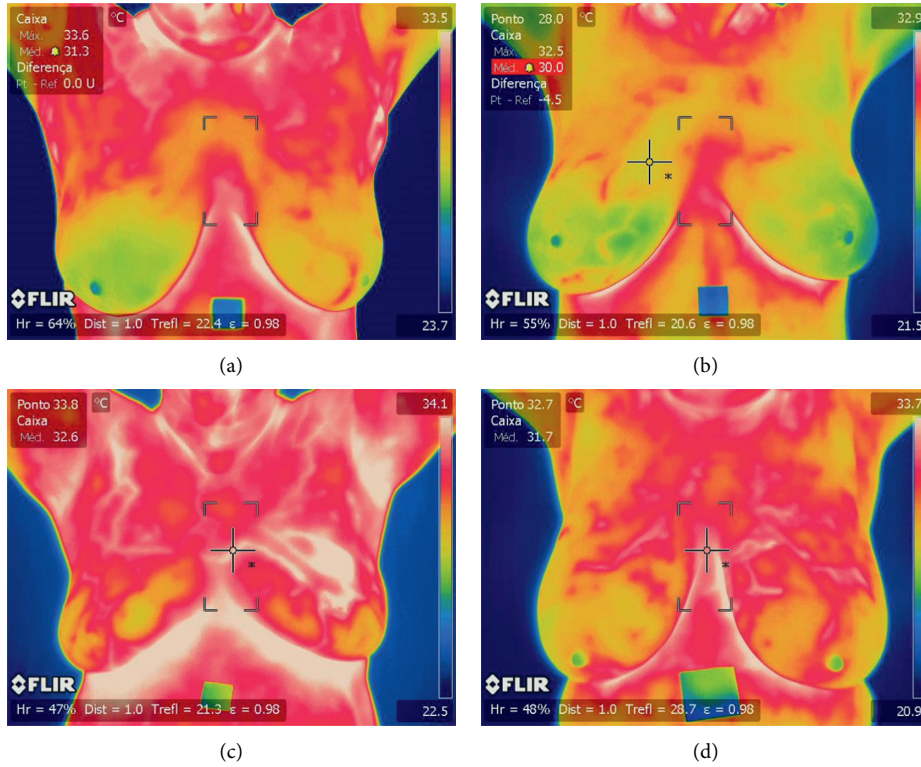 Caixa °C 33.5
Máx. 33.6
Méd. 31.3
Diferença
Pt - Ref 0.0 U
FLIR
Hr = 64% Dist = 1.0 Trefl = 22.4 ε = 0.98 23.7
(a)
Ponto 28.0 °C 32.9
Caixa
Máx. 32.5
Méd. 30.0
Diferença
Pt - Ref -4.5
*
FLIR
Hr = 55% Dist = 1.0 Trefl = 20.6 ε = 0.98 21.5
(b)
Ponto 33.8 °C 34.1
Caixa
Méd. 32.6
*
FLIR
Hr = 47% Dist = 1.0 Trefl = 21.3 ε = 0.98 22.5
(c)
Ponto 32.7 °C 33.7
Caixa
Méd. 31.7
*
FLIR
Hr = 48% Dist = 1.0 Trefl = 28.7 ε = 0.98 20.9
(d)